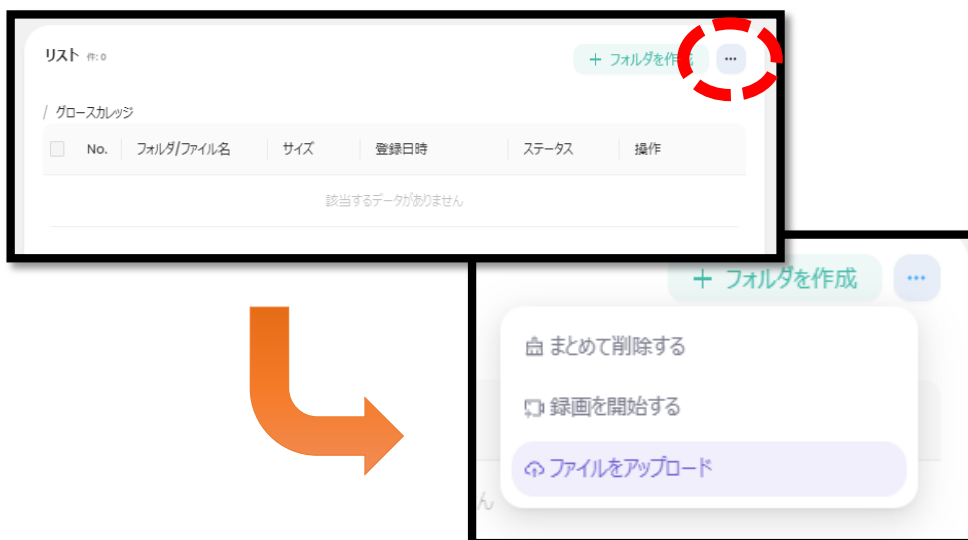 リスト 件: 0
+ フォルダを作成 ...
/ グロースカレッジ
No. フォルダ/ファイル名 サイズ 登録日時 ステータス 操作
該当するデータがありません
+ フォルダを作成 ...
まとめて削除する
録画を開始する
ファイルをアップロード
ん